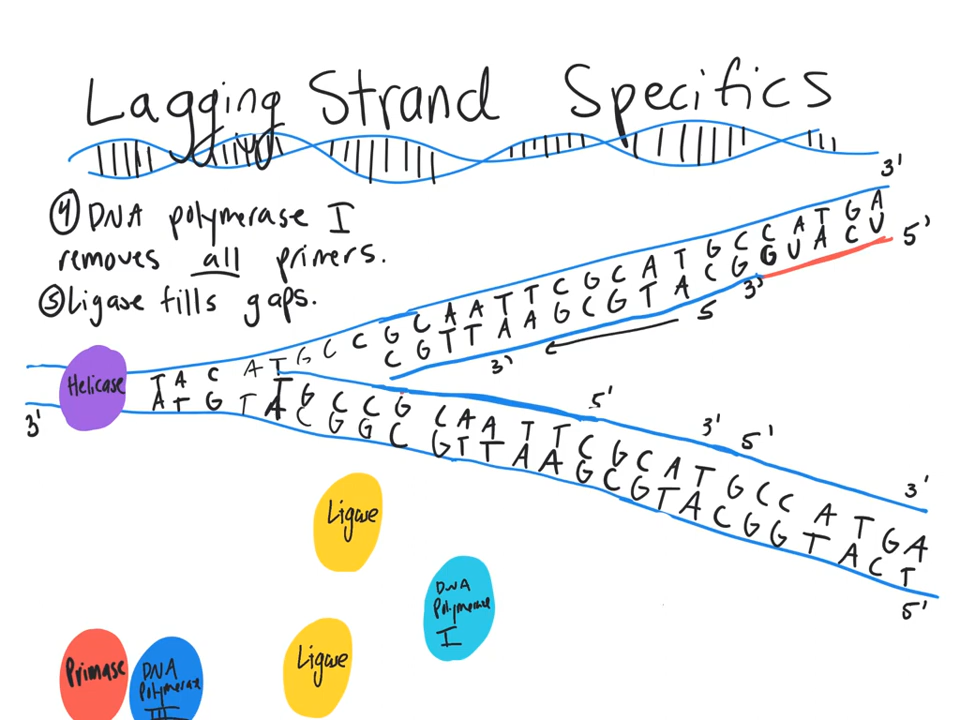 Lagging Strand Specifics
④ DNA polymerase I
removes all primers.
⑤ Ligase fills gaps.
3'
A T G A
C C A T G C C
G C A A T T C G C A T G C C
A T G C C
U A C U
5'
C G T T A A G C G T A C G G G
3'
5
3'
Helicase
T A C
A T G T A
3'
T G C C G C A A T T C G C A T G C C A T G A
C G G C G T T A A G C G T A C G G T A C T
5'
3'
5'
3'
5'
Ligase
DNA
Polymerase
I
Ligase
Primase
DNA
Polymerase
III